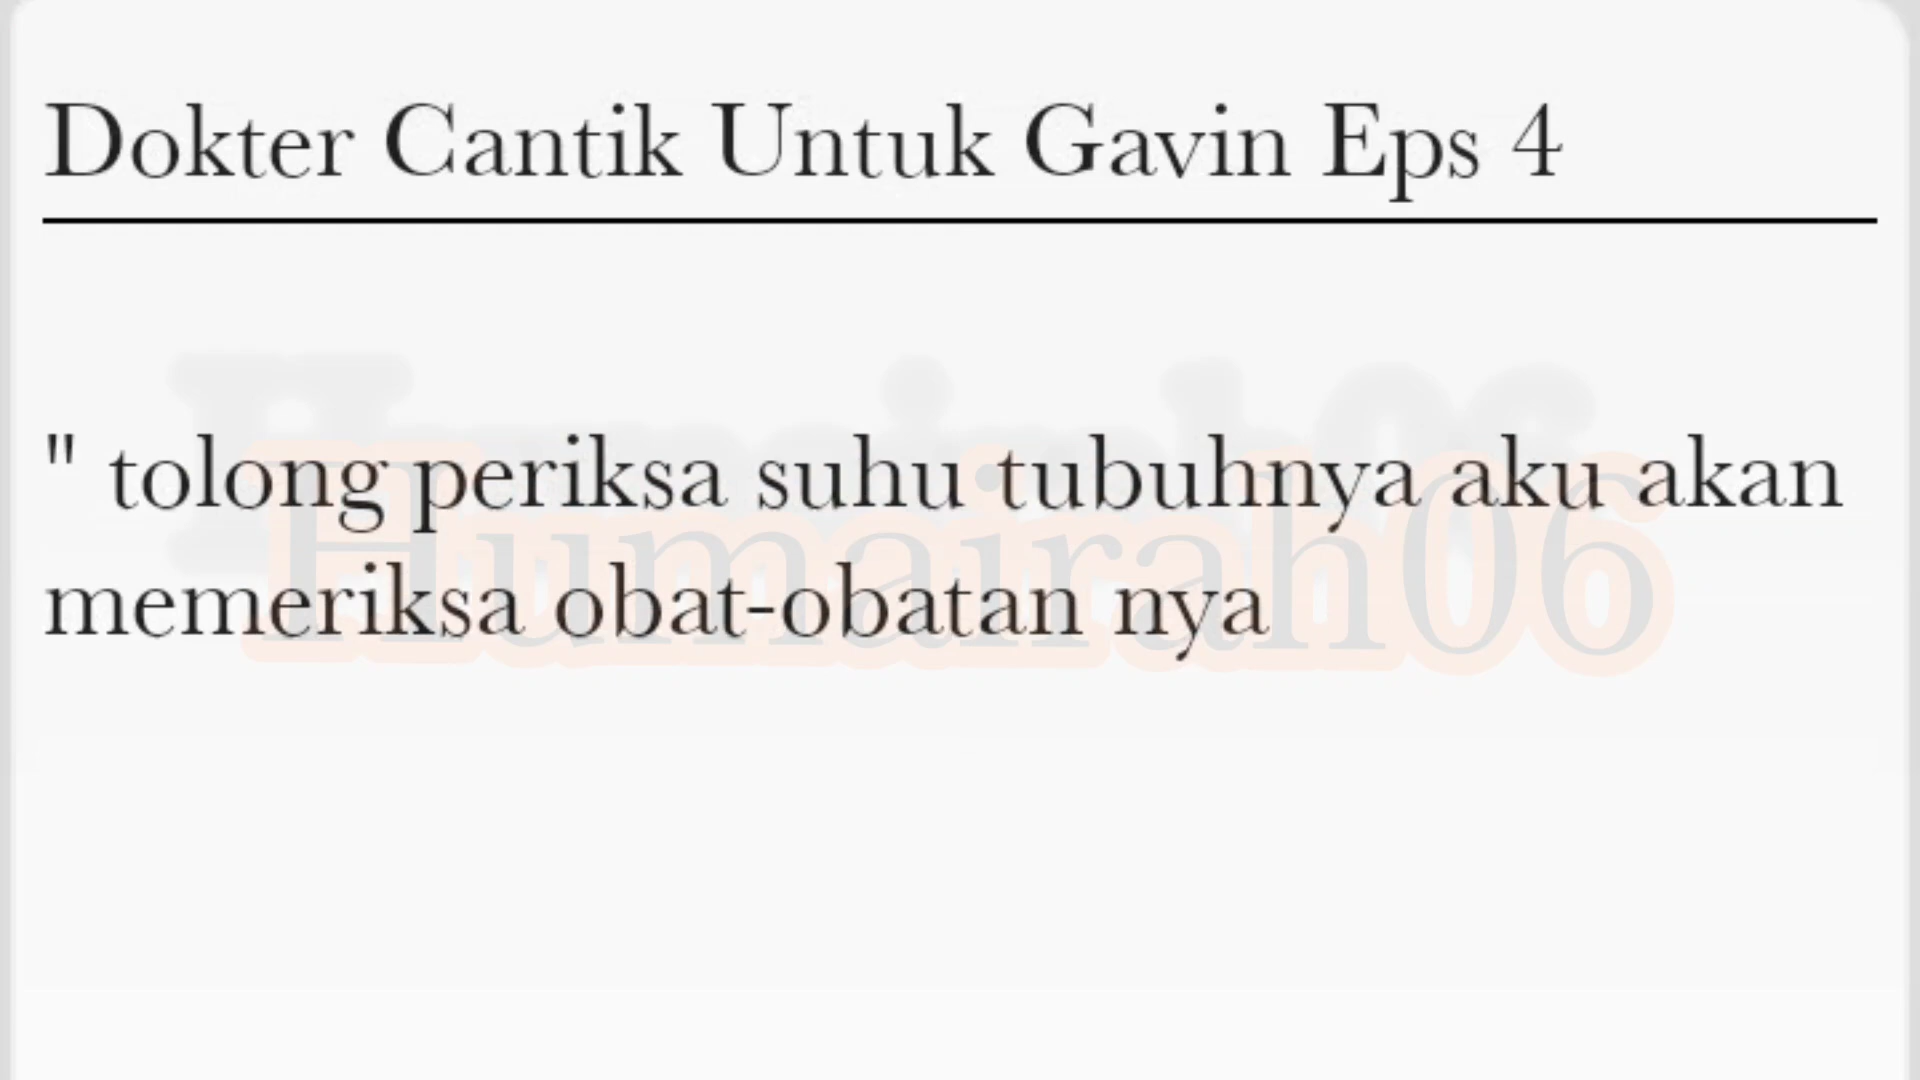 Dokter Cantik Untuk Gavin Eps 4
" tolong periksa suhu tubuhnya aku akan
memeriksa obat-obatan nya
Humairah06